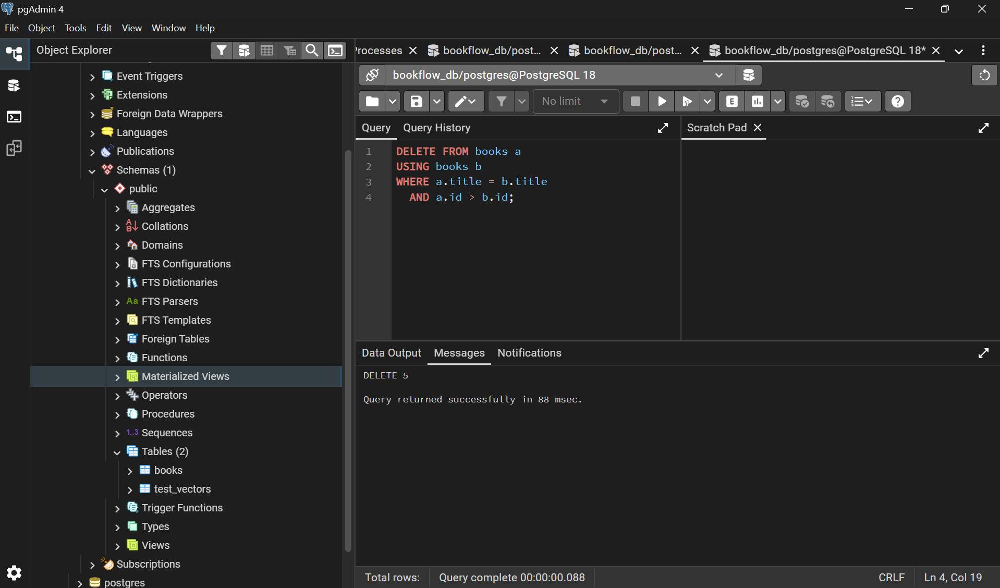 pgAdmin 4
File Object Tools Edit View Window Help
Object Explorer
rocesses
bookflow_db/post...
bookflow_db/post...
bookflow_db/postgres@PostgreSQL 18*
bookflow_db/postgres@PostgreSQL 18
No limit
E
Query Query History
Scratch Pad
1 DELETE FROM books a
2 USING books b
3 WHERE a.title = b.title
4 AND a.id > b.id;
Event Triggers
Extensions
Foreign Data Wrappers
Languages
Publications
Schemas (1)
public
Aggregates
Collations
Domains
FTS Configurations
FTS Dictionaries
Aa FTS Parsers
FTS Templates
Foreign Tables
Functions
Materialized Views
Operators
Procedures
1..3 Sequences
Tables (2)
books
test_vectors
Trigger Functions
Types
Views
Subscriptions
postgres
Data Output Messages Notifications
DELETE 5
Query returned successfully in 88 msec.
Total rows:
Query complete 00:00:00.088
CRLF
Ln 4, Col 19